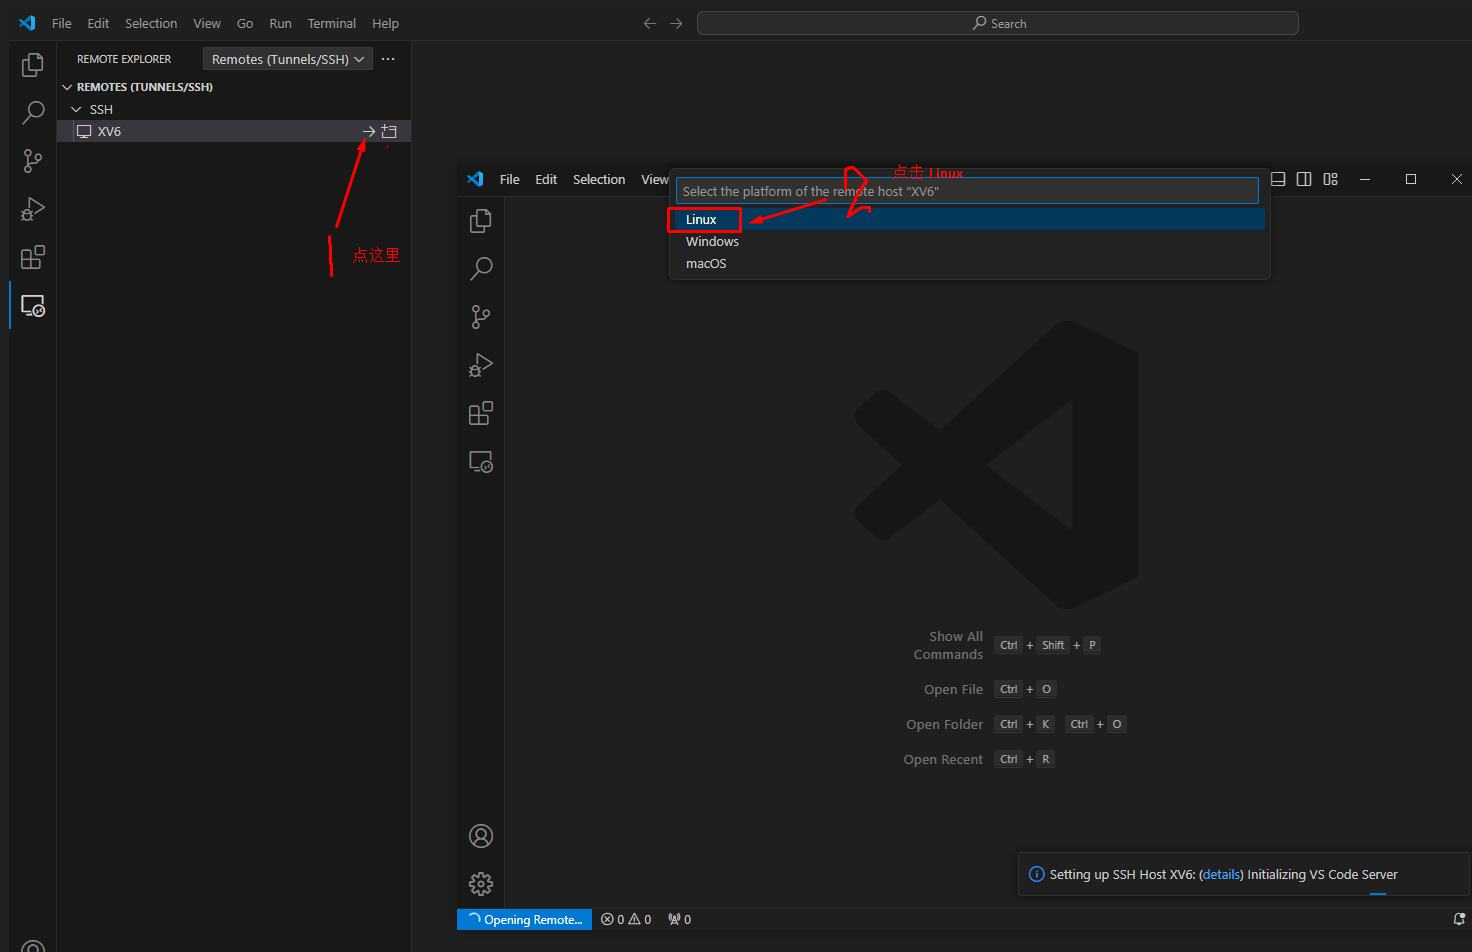 File Edit Selection View Go Run Terminal Help
Search
REMOTE EXPLORER
Remotes (Tunnels/SSH)
REMOTES (TUNNELS/SSH)
SSH
XV6
1 点这里
File Edit Selection View
2 点击 Linux
Select the platform of the remote host "XV6"
Linux
Windows
macOS
Show All Commands Ctrl + Shift + P
Open File Ctrl + O
Open Folder Ctrl + K Ctrl + O
Open Recent Ctrl + R
Setting up SSH Host XV6: (details) Initializing VS Code Server
Opening Remote... 0 0 0